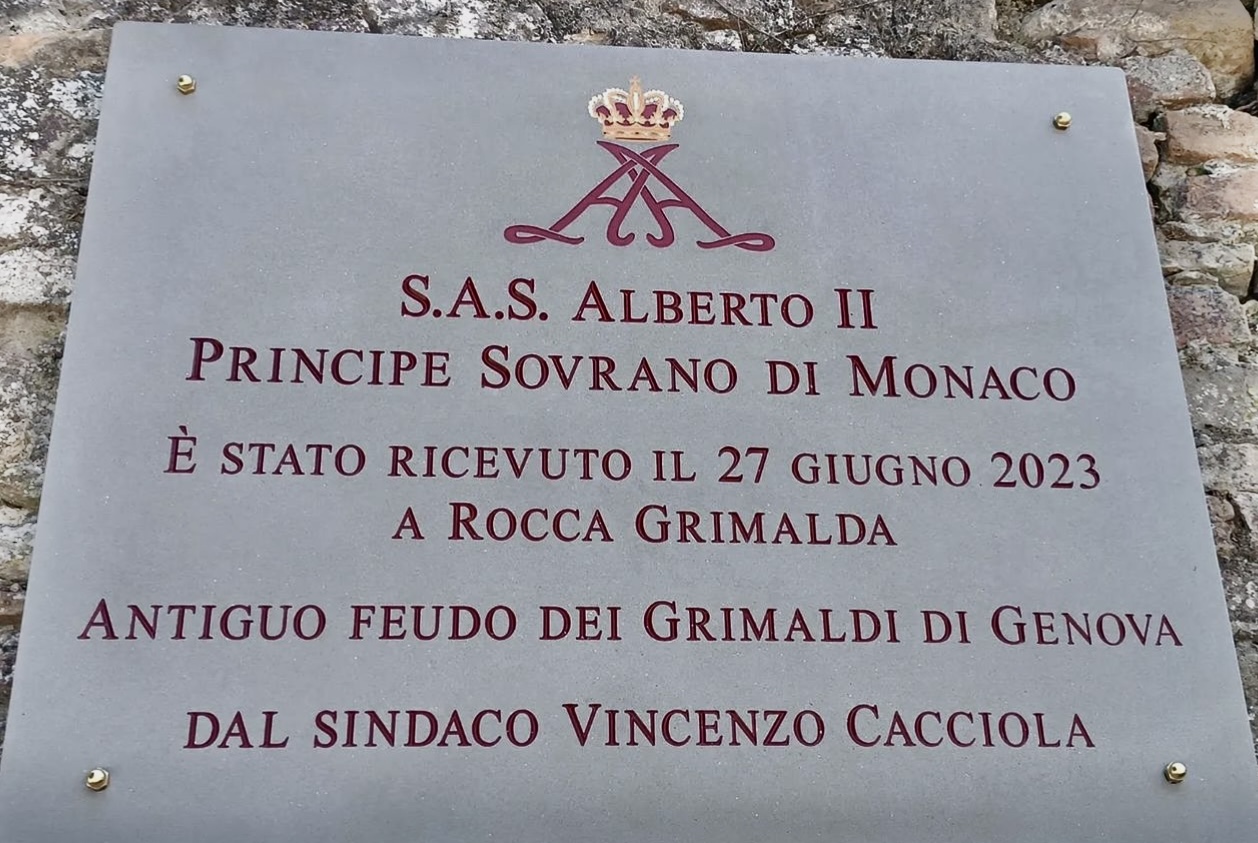 S.A.S. ALBERTO II
PRINCIPE SOVRANO DI MONACO
È STATO RICEVUTO IL 27 GIUGNO 2023
A ROCCA GRIMALDA
ANTIGUO FEUDO DEI GRIMALDI DI GENOVA
DAL SINDACO VINCENZO CACCIOLA